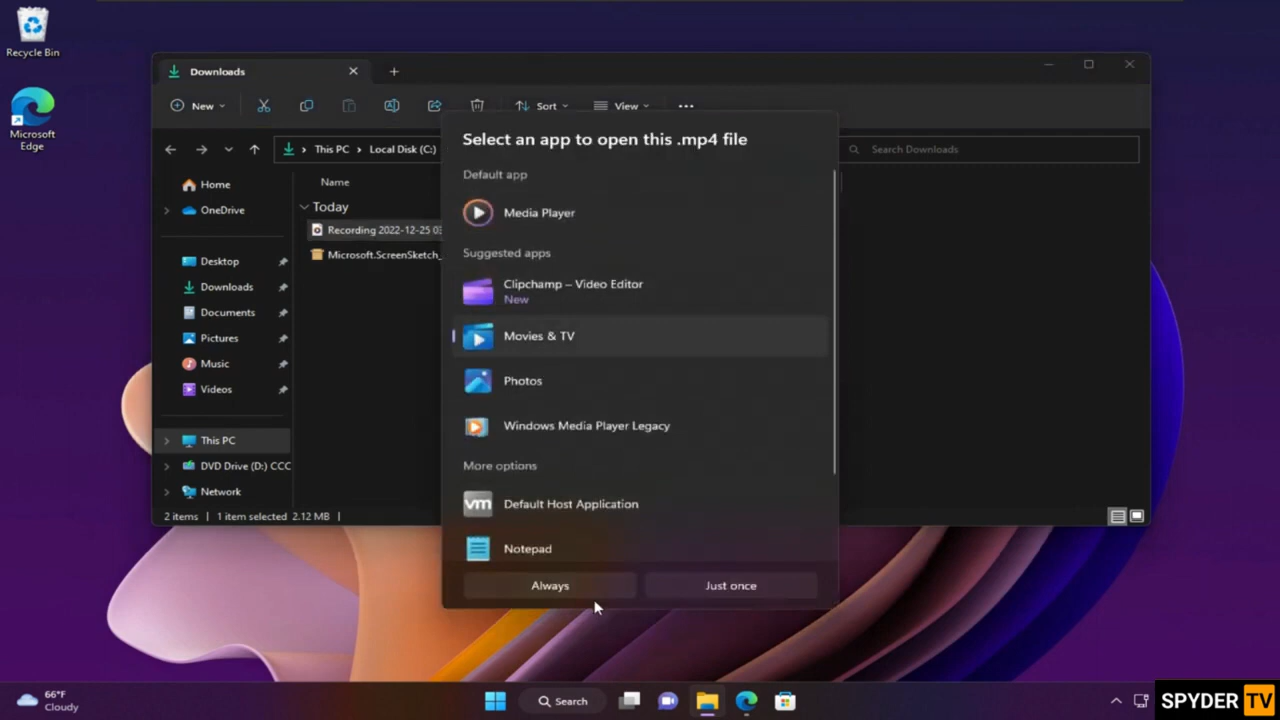 Recycle Bin
Microsoft
Edge
Downloads
New
Sort
View
This PC
Local Disk (C:)
Search Downloads
Home
OneDrive
Desktop
Downloads
Documents
Pictures
Music
Videos
This PC
DVD Drive (D:) CCC
Network
Name
Today
Recording 2022-12-25 03
Microsoft.ScreenSketch_
2 items | 1 item selected 2.12 MB |
Select an app to open this .mp4 file
Default app
Media Player
Suggested apps
Clipchamp – Video Editor
New
Movies & TV
Photos
Windows Media Player Legacy
More options
vm Default Host Application
Notepad
Always
Just once
66°F
Cloudy
Search
SPYDER TV